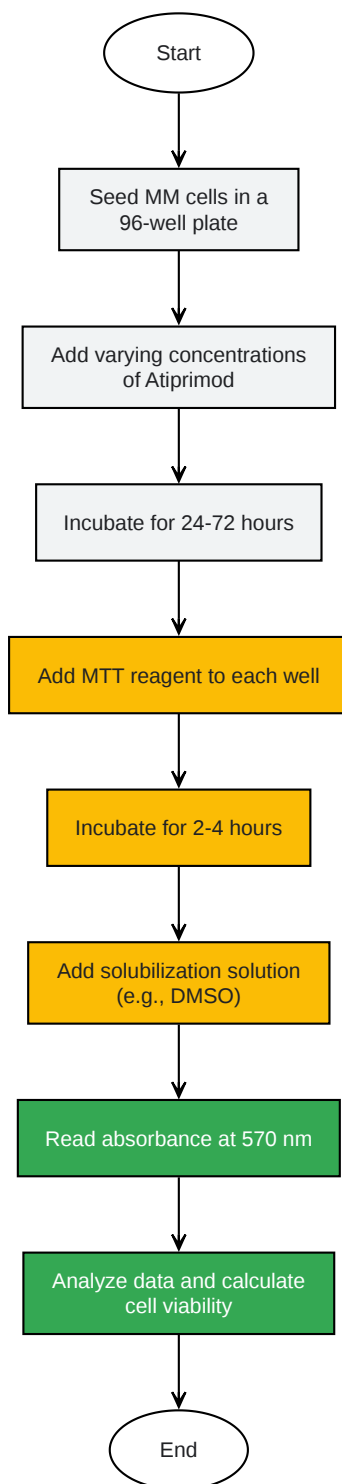 Start
Seed MM cells in a
96-well plate
Add varying concentrations
of Atiprimod
Incubate for 24-72 hours
Add MTT reagent to each well
Incubate for 2-4 hours
Add solubilization solution
(e.g., DMSO)
Read absorbance at 570 nm
Analyze data and calculate
cell viability
End